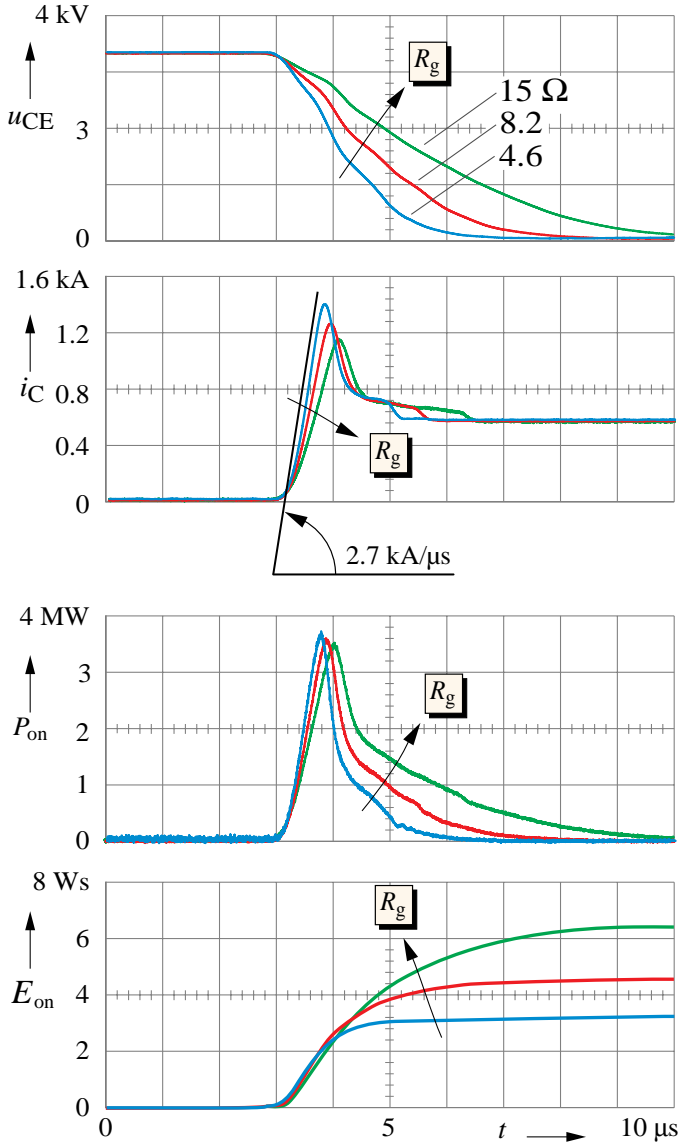 4 kV
R_g
15 Ω
u_CE
3
8.2
4.6
0
1.6 kA
1.2
i_C
0.8
R_g
0.4
0
2.7 kA/µs
4 MW
3
R_g
P_on
2
1
0
8 Ws
R_g
6
E_on
4
2
0
0
5
t
10 µs